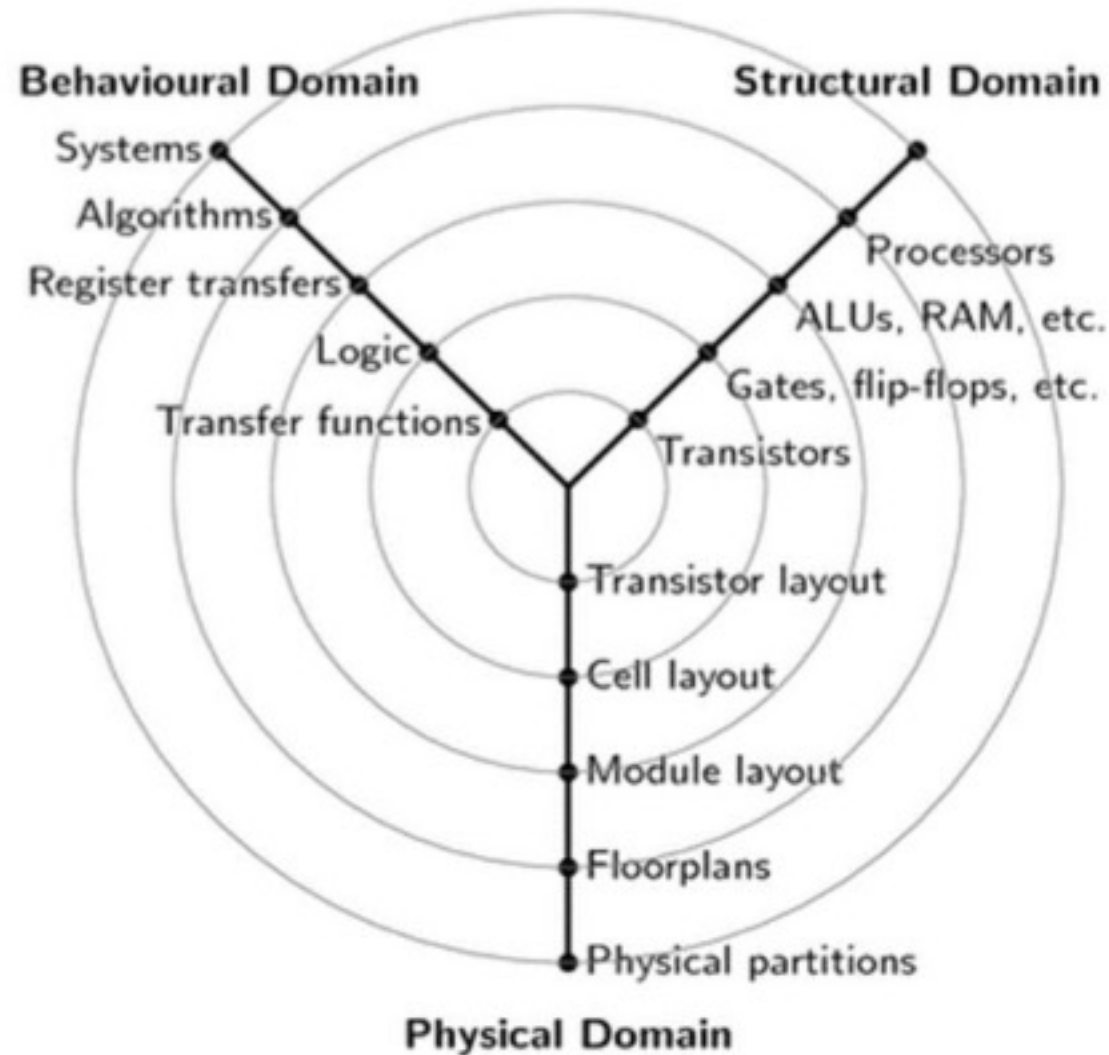 Behavioural Domain
Structural Domain
Systems
Algorithms
Register transfers
Logic
Transfer functions
Processors
ALUs, RAM, etc.
Gates, flip-flops, etc.
Transistors
Transistor layout
Cell layout
Module layout
Floorplans
Physical partitions
Physical Domain